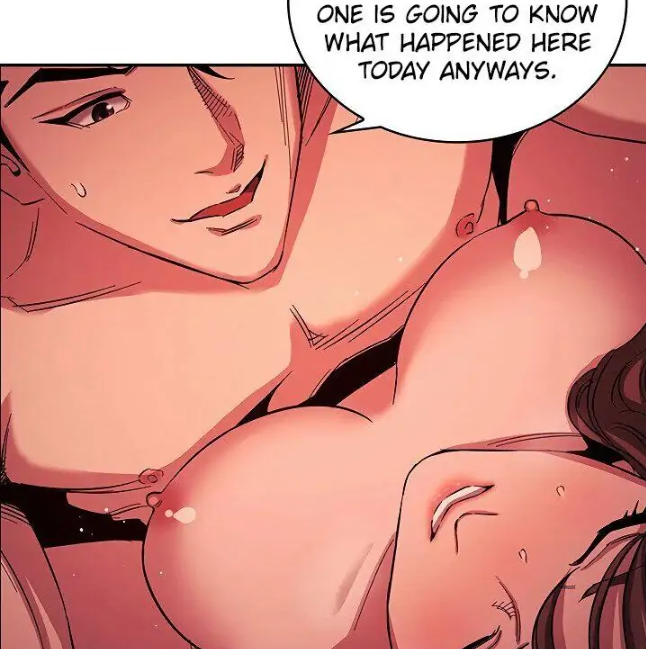 ONE IS GOING TO KNOW
WHAT HAPPENED HERE
TODAY ANYWAYS.